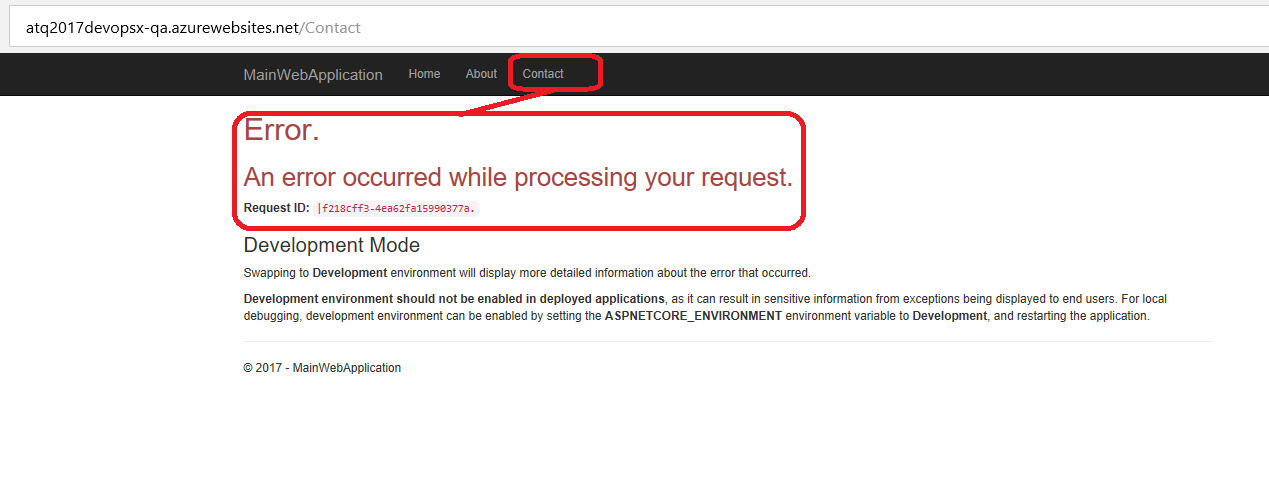 atq2017devopsx-qa.azurewebsites.net/Contact
MainWebApplication Home About Contact
Error.
An error occurred while processing your request.
Request ID: |f218cff3-4ea62fa15990377a.
Development Mode
Swapping to Development environment will display more detailed information about the error that occurred.
Development environment should not be enabled in deployed applications, as it can result in sensitive information from exceptions being displayed to end users. For local
debugging, development environment can be enabled by setting the ASPNETCORE_ENVIRONMENT environment variable to Development, and restarting the application.
© 2017 - MainWebApplication